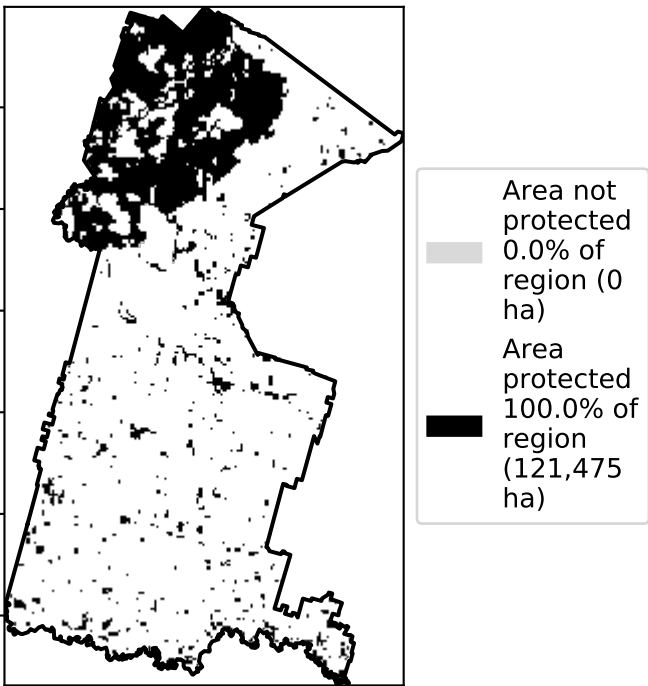 Area not
protected
0.0% of
region (0
ha)
Area
protected
100.0% of
region
(121,475
ha)